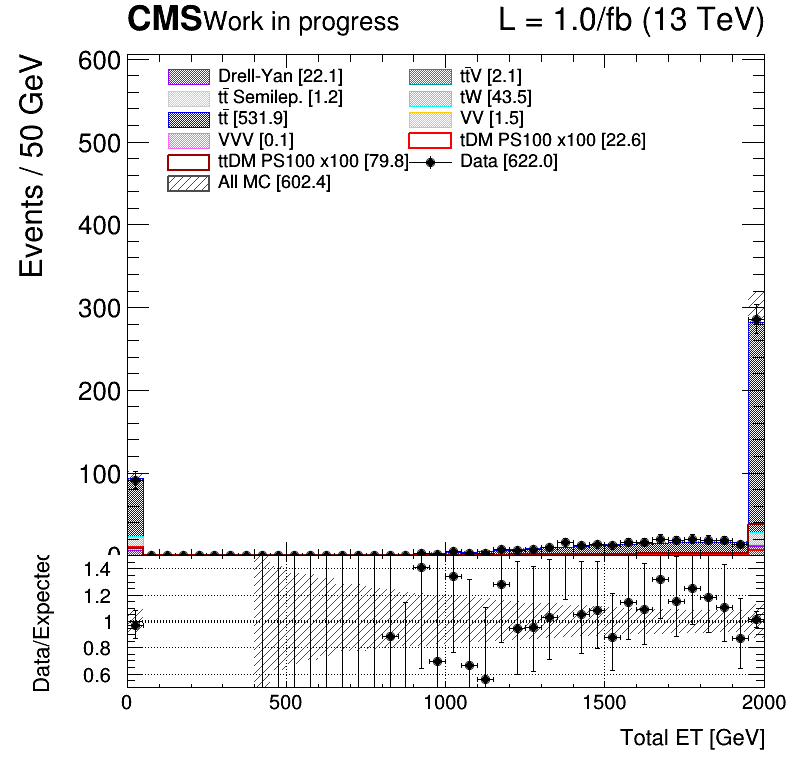 CMS Work in progress L = 1.0/fb (13 TeV)
Events / 50 GeV
600
500
400
300
200
100
0
Drell-Yan [22.1]
tt̄V [2.1]
tt̄ Semilep. [1.2]
tW [43.5]
tt̄ [531.9]
VV [1.5]
VVV [0.1]
tDM PS100 x100 [22.6]
ttDM PS100 x100 [79.8]
Data [622.0]
All MC [602.4]
Data/Expected
1.4
1.2
1
0.8
0.6
0 500 1000 1500 2000
Total ET [GeV]